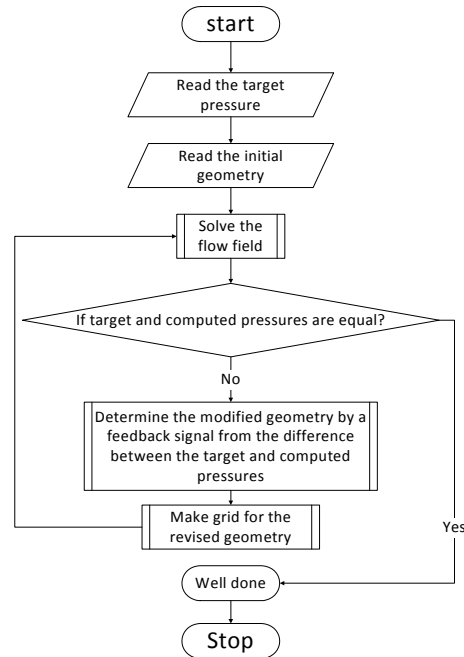 start
Read the target
pressure
Read the initial
geometry
Solve the
flow field
If target and computed pressures are equal?
No
Determine the modified geometry by a
feedback signal from the difference
between the target and computed
pressures
Make grid for the
revised geometry
Yes
Well done
Stop